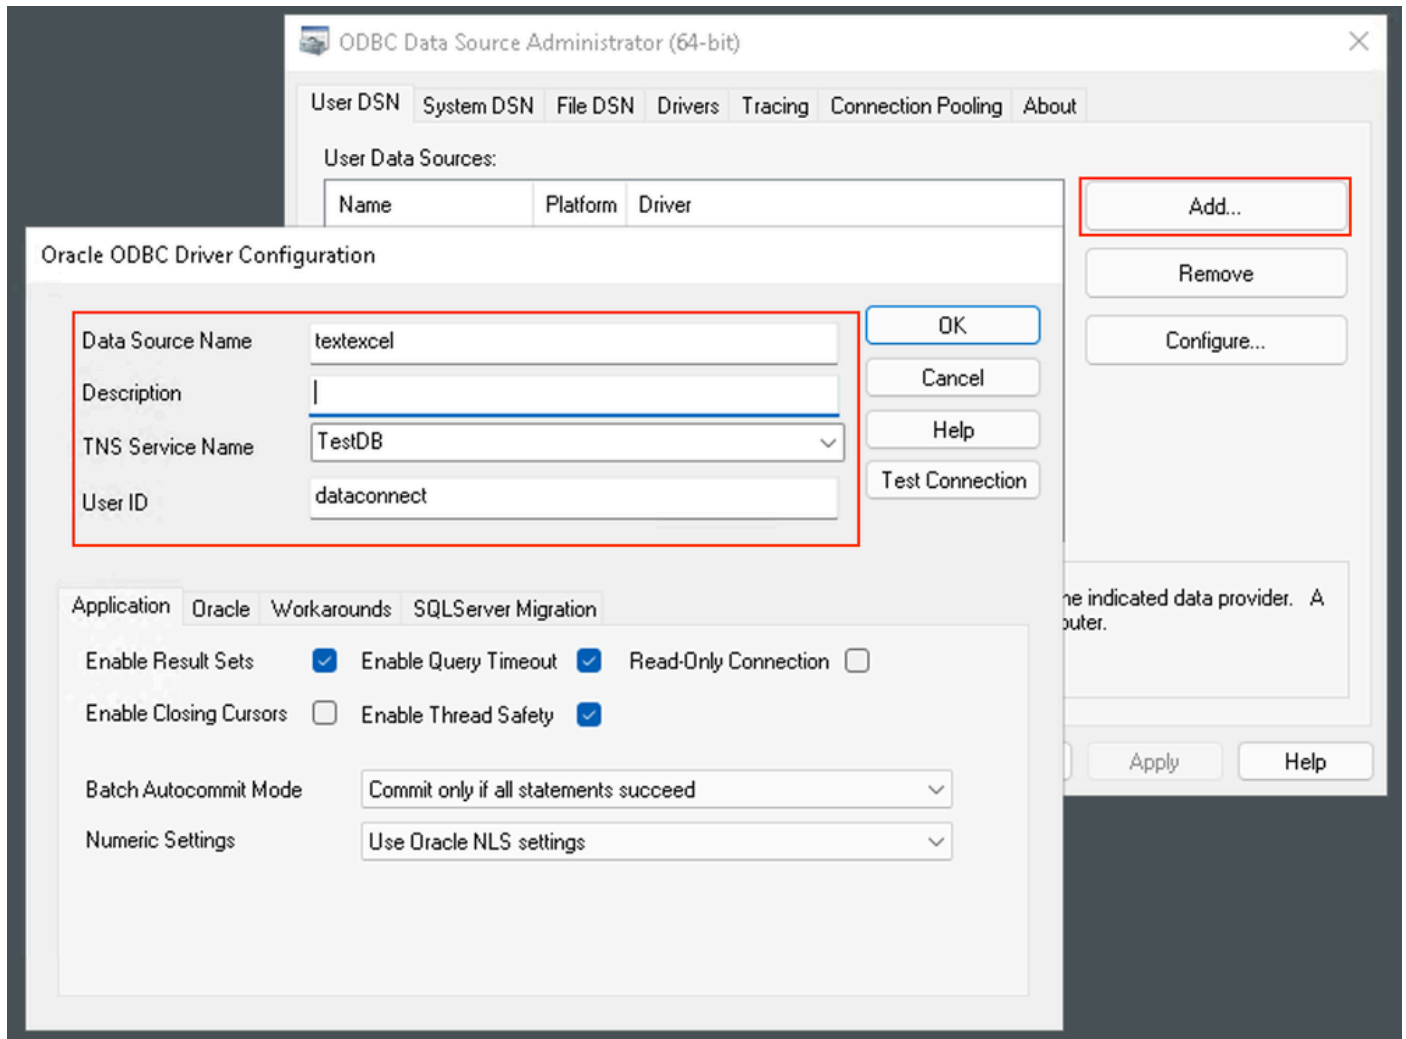 ODBC Data Source Administrator (64-bit)
User DSN System DSN File DSN Drivers Tracing Connection Pooling About
User Data Sources:
Name Platform Driver
Add...
Remove
Configure...
Oracle ODBC Driver Configuration
Data Source Name textexcel
Description
TNS Service Name TestDB
User ID dataconnect
OK
Cancel
Help
Test Connection
Application Oracle Workarounds SQLServer Migration
Enable Result Sets Enable Query Timeout Read-Only Connection
Enable Closing Cursors Enable Thread Safety
Batch Autocommit Mode Commit only if all statements succeed
Numeric Settings Use Oracle NLS settings
indicated data provider. A
Apply Help